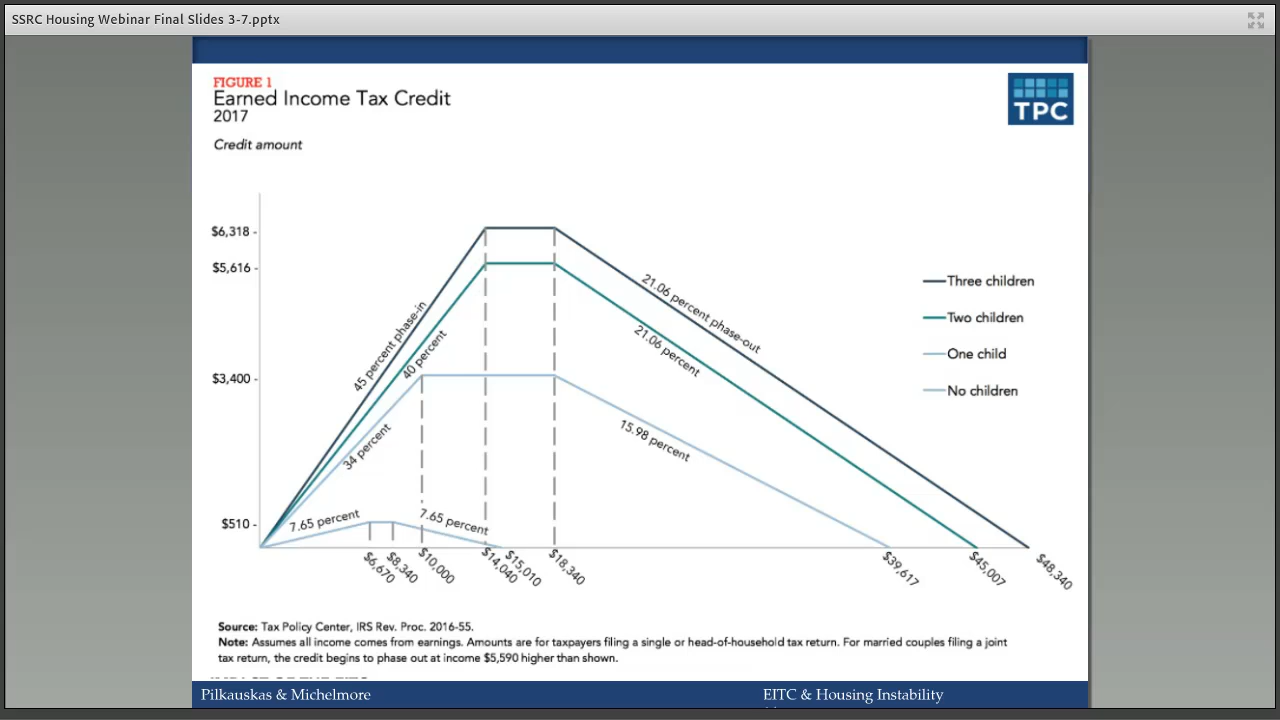 SSRC Housing Webinar Final Slides 3-7.pptx
FIGURE 1
Earned Income Tax Credit
2017
TPC
Credit amount
$6,318
$5,616
$3,400
$510
45 percent phase-in
40 percent
34 percent
7.65 percent
7.65 percent
21.06 percent phase-out
21.06 percent
15.98 percent
Three children
Two children
One child
No children
$6,670
$8,340
$10,000
$14,040
$15,010
$18,340
$39,617
$45,007
$48,340
Source: Tax Policy Center, IRS Rev. Proc. 2016-55.
Note: Assumes all income comes from earnings. Amounts are for taxpayers filing a single or head-of-household tax return. For married couples filing a joint
tax return, the credit begins to phase out at income $5,590 higher than shown.
Pilkauskas & Michelmore
EITC & Housing Instability